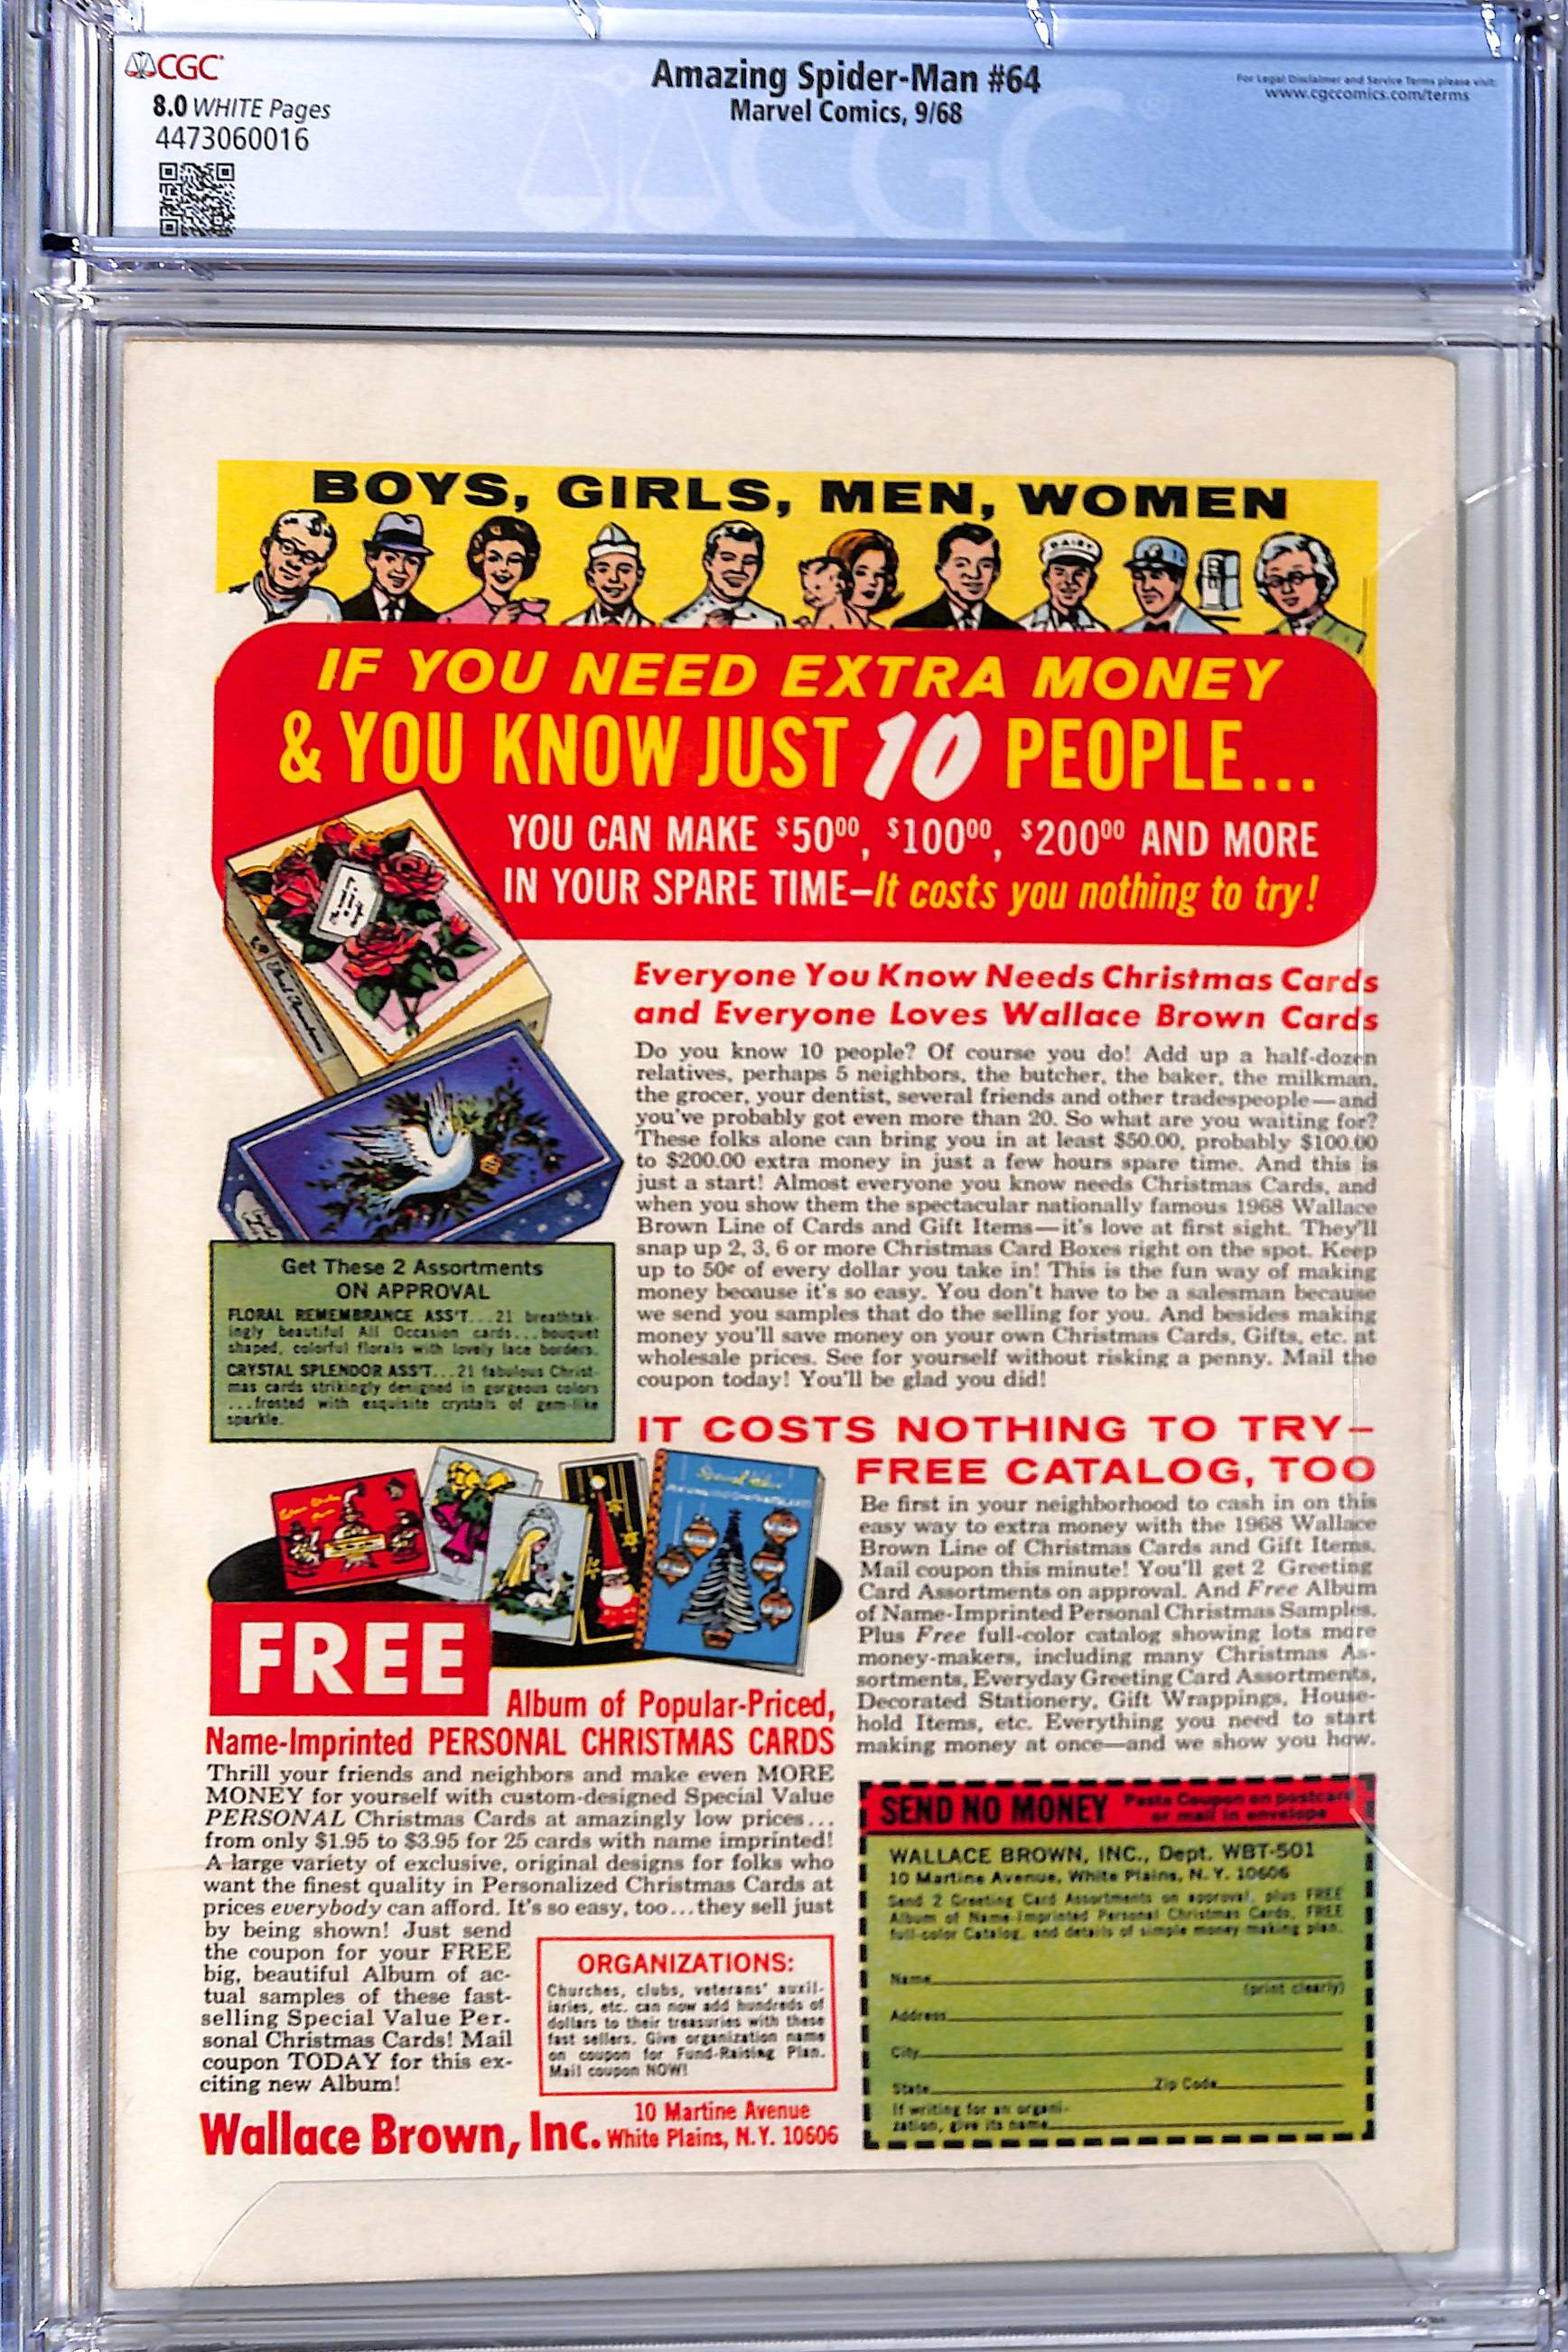 CGC
8.0 WHITE Pages
4473060016
Amazing Spider-Man #64
Marvel Comics, 9/68
For Legal Disclaimer and Service Terms please visit:
www.cgccomics.com/terms
CGC
BOYS, GIRLS, MEN, WOMEN
DAIRY
IF YOU NEED EXTRA MONEY
& YOU KNOW JUST 10 PEOPLE...
YOU CAN MAKE $50⁰⁰, $100⁰⁰, $200⁰⁰ AND MORE
IN YOUR SPARE TIME—It costs you nothing to try!
Everyone You Know Needs Christmas Cards
and Everyone Loves Wallace Brown Cards
Do you know 10 people? Of course you do! Add up a half-dozen
relatives, perhaps 5 neighbors, the butcher, the baker, the milkman,
the grocer, your dentist, several friends and other tradespeople—and
you've probably got even more than 20. So what are you waiting for?
These folks alone can bring you in at least $50.00, probably $100.00
to $200.00 extra money in just a few hours spare time. And this is
just a start! Almost everyone you know needs Christmas Cards, and
when you show them the spectacular nationally famous 1968 Wallace
Brown Line of Cards and Gift Items—it's love at first sight. They'll
snap up 2, 3, 6 or more Christmas Card Boxes right on the spot. Keep
up to 50¢ of every dollar you take in! This is the fun way of making
money because it's so easy. You don't have to be a salesman because
we send you samples that do the selling for you. And besides making
money you'll save money on your own Christmas Cards, Gifts, etc. at
wholesale prices. See for yourself without risking a penny. Mail the
coupon today! You'll be glad you did!
Get These 2 Assortments
ON APPROVAL
FLORAL REMEMBRANCE ASS'T...21 breathtak-
ingly beautiful All Occasion cards...bouquet
shaped, colorful florals with lovely lace borders.
CRYSTAL SPLENDOR ASS'T...21 fabulous Christ-
mas cards strikingly designed in gorgeous colors
...frosted with exquisite crystals of gem-like
sparkle.
IT COSTS NOTHING TO TRY—
FREE CATALOG, TOO
Be first in your neighborhood to cash in on this
easy way to extra money with the 1968 Wallace
Brown Line of Christmas Cards and Gift Items.
Mail coupon this minute! You'll get 2 Greeting
Card Assortments on approval. And Free Album
of Name-Imprinted Personal Christmas Samples.
Plus Free full-color catalog showing lots more
money-makers, including many Christmas As-
sortments, Everyday Greeting Card Assortments,
Decorated Stationery, Gift Wrappings, House-
hold Items, etc. Everything you need to start
making money at once—and we show you how.
Special Value
FREE
Album of Popular-Priced,
Name-Imprinted PERSONAL CHRISTMAS CARDS
Thrill your friends and neighbors and make even MORE
MONEY for yourself with custom-designed Special Value
PERSONAL Christmas Cards at amazingly low prices...
from only $1.95 to $3.95 for 25 cards with name imprinted!
A large variety of exclusive, original designs for folks who
want the finest quality in Personalized Christmas Cards at
prices everybody can afford. It's so easy, too...they sell just
by being shown! Just send
the coupon for your FREE
big, beautiful Album of ac-
tual samples of these fast-
selling Special Value Per-
sonal Christmas Cards! Mail
coupon TODAY for this ex-
citing new Album!
ORGANIZATIONS:
Churches, clubs, veterans' auxil-
iaries, etc. can now add hundreds of
dollars to their treasuries with these
fast sellers. Give organization name
on coupon for Fund-Raising Plan.
Mail coupon NOW!
Wallace Brown, Inc.
10 Martine Avenue
White Plains, N.Y. 10606
SEND NO MONEY
Paste Coupon on postcard
or mail in envelope
WALLACE BROWN, INC., Dept. WBT-501
10 Martine Avenue, White Plains, N. Y. 10606
Send 2 Greeting Card Assortments on approval, plus FREE
Album of Name-Imprinted Personal Christmas Cards, FREE
full-color Catalog, and details of simple money making plan.
Name
(print clearly)
Address
City
State Zip Code
If writing for an organi-
zation, give its name